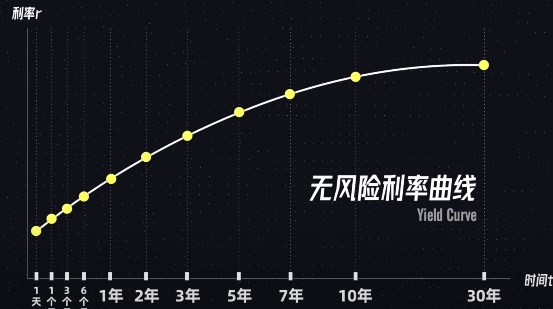 利率r
无风险利率曲线
Yield Curve
1天
1个
3个
6个
1年
2年
3年
5年
7年
10年
30年
时间t